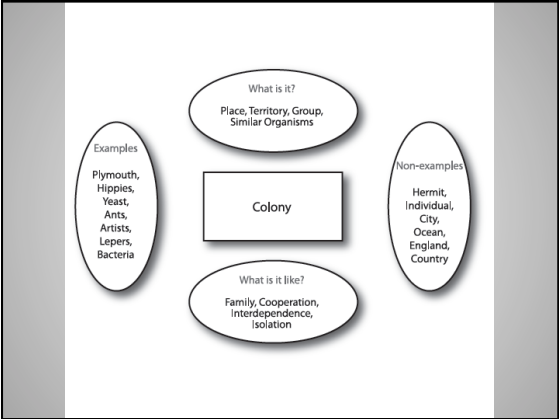 What is it?
Place, Territory, Group,
Similar Organisms
Examples
Plymouth,
Hippies,
Yeast,
Ants,
Artists,
Lepers,
Bacteria
Colony
Non-examples
Hermit,
Individual,
City,
Ocean,
England,
Country
What is it like?
Family, Cooperation,
Interdependence,
Isolation